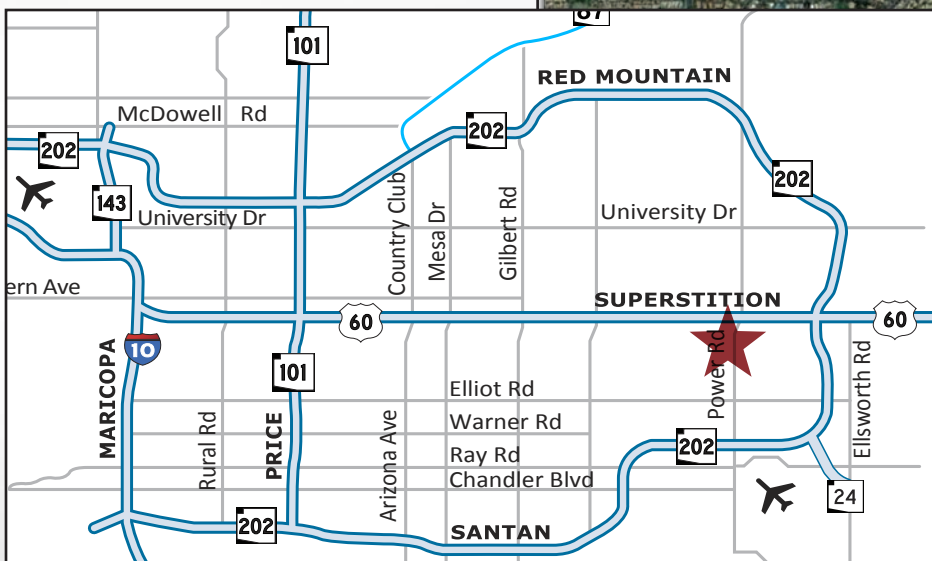 87
101
RED MOUNTAIN
McDowell Rd
202
202
202
143
University Dr
University Dr
Country Club
Mesa Dr
Gilbert Rd
ern Ave
SUPERSTITION
60
60
10
MARICOPA
101
PRICE
Rural Rd
Arizona Ave
Elliot Rd
Warner Rd
Ray Rd
Chandler Blvd
Power Rd
Ellsworth Rd
202
24
202
SANTAN